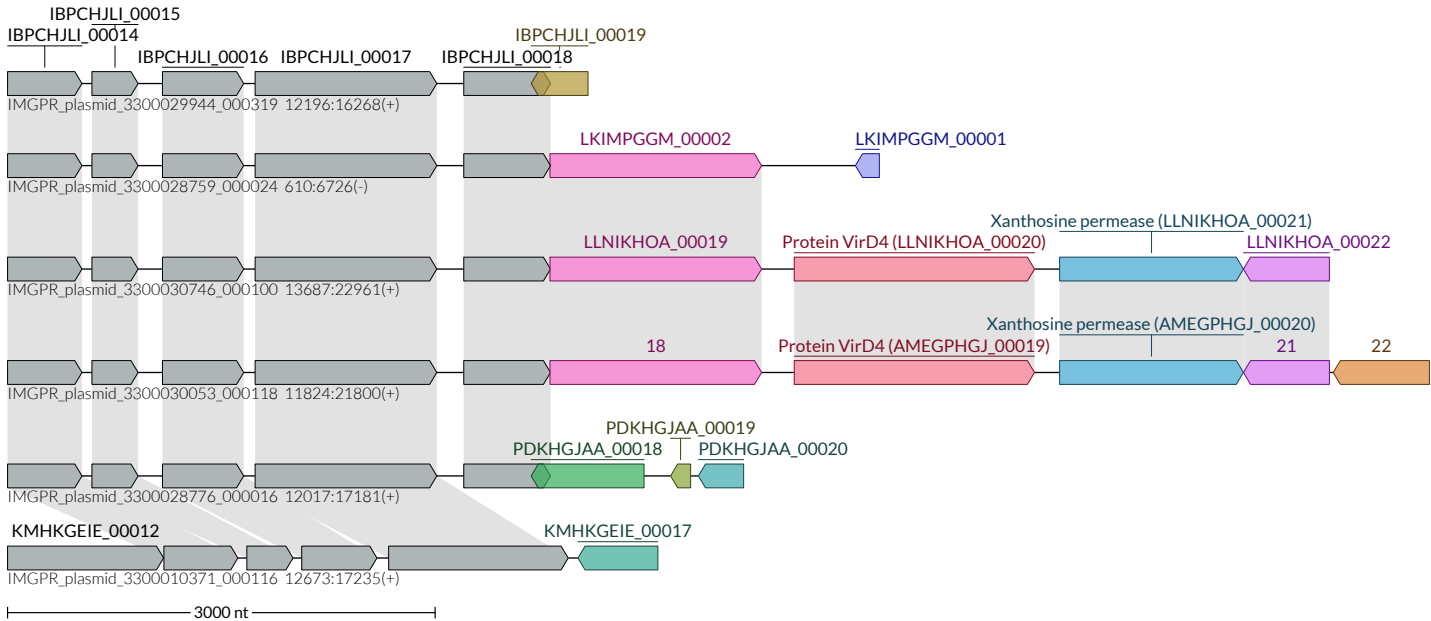 IBPCHJLI_00015
IBPCHJLI_00014 IBPCHJLI_00019
IBPCHJLI_00016 IBPCHJLI_00017 IBPCHJLI_00018
IMGPR_plasmid_3300029944_000319 12196:16268(+)
LKIMPGGM_00002 LKIMPGGM_00001
IMGPR_plasmid_3300028759_000024 610:6726(-)
Xanthosine permease (LLNIKHOA_00021)
LLNIKHOA_00019 Protein VirD4 (LLNIKHOA_00020) LLNIKHOA_00022
IMGPR_plasmid_3300030746_000100 13687:22961(+)
Xanthosine permease (AMEGPHGJ_00020)
18 Protein VirD4 (AMEGPHGJ_00019) 21 22
IMGPR_plasmid_3300030053_000118 11824:21800(+)
PDKHGJAA_00019
PDKHGJAA_00018 PDKHGJAA_00020
IMGPR_plasmid_3300028776_000016 12017:17181(+)
KMHKGEIE_00012 KMHKGEIE_00017
IMGPR_plasmid_3300010371_000116 12673:17235(+)
3000 nt